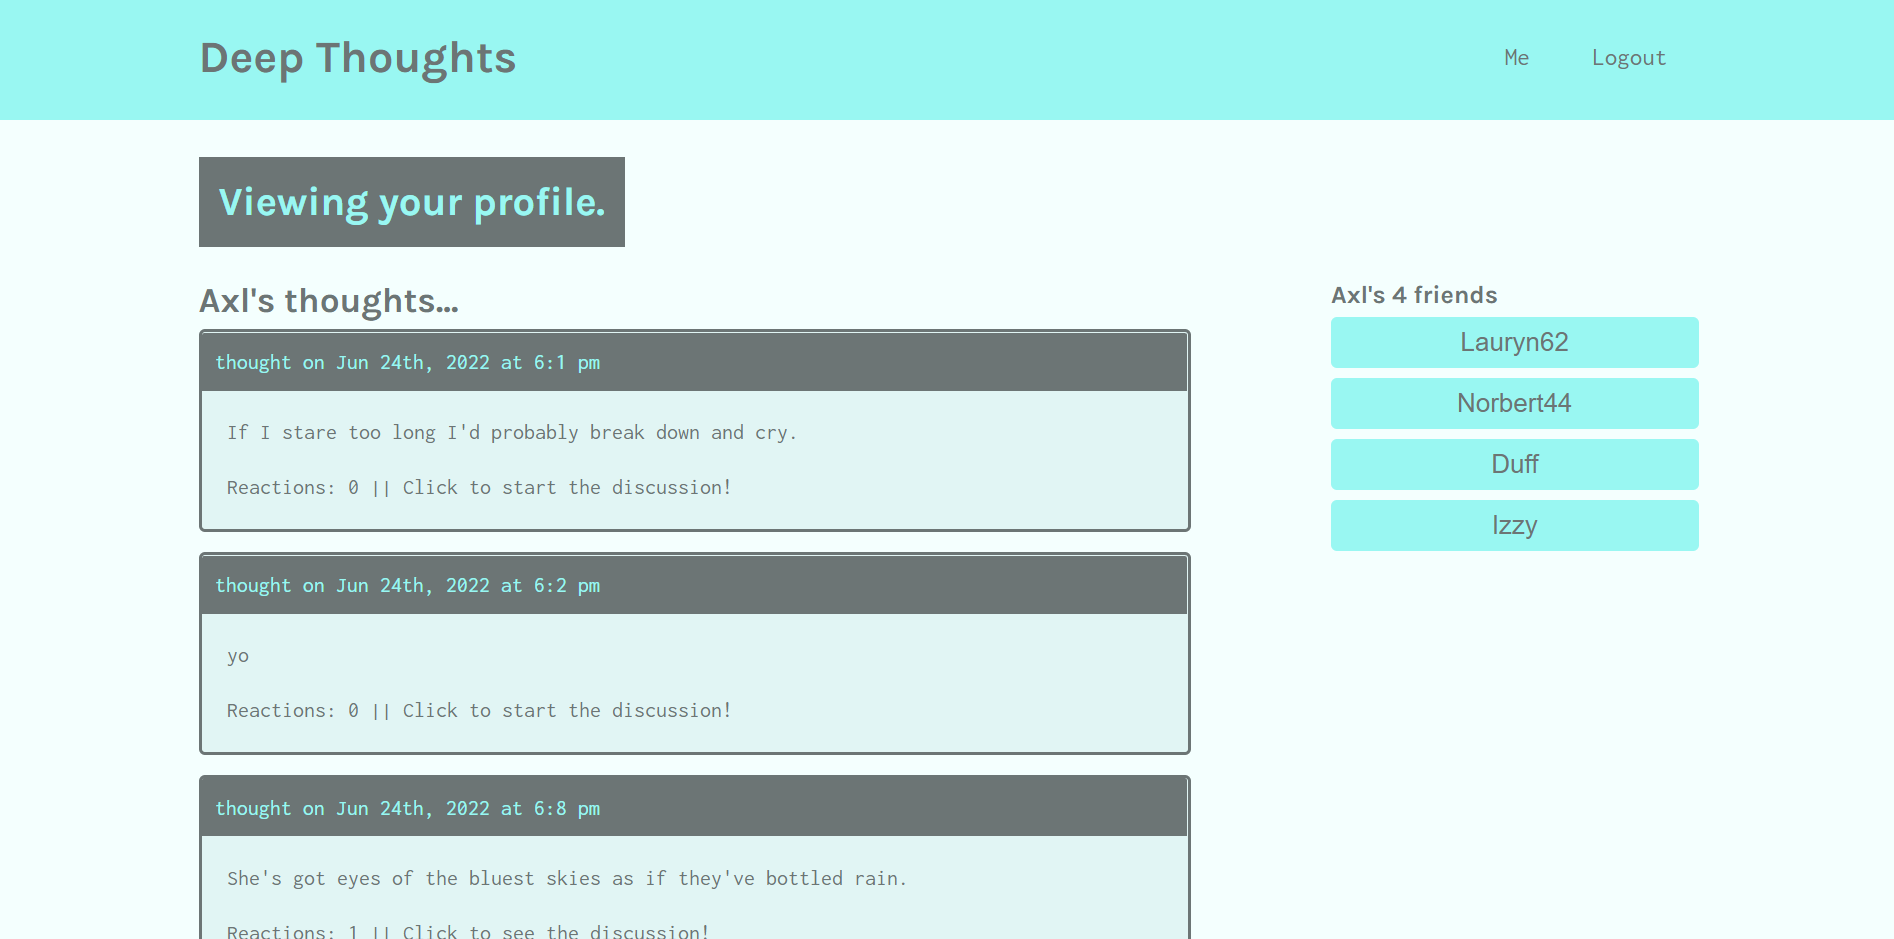 Deep Thoughts
Me
Logout
Viewing your profile.
Axl's thoughts...
thought on Jun 24th, 2022 at 6:1 pm
If I stare too long I'd probably break down and cry.
Reactions: 0 || Click to start the discussion!
thought on Jun 24th, 2022 at 6:2 pm
yo
Reactions: 0 || Click to start the discussion!
thought on Jun 24th, 2022 at 6:8 pm
She's got eyes of the bluest skies as if they've bottled rain.
Reactions: 1 || Click to see the discussion!
Axl's 4 friends
Lauryn62
Norbert44
Duff
Izzy